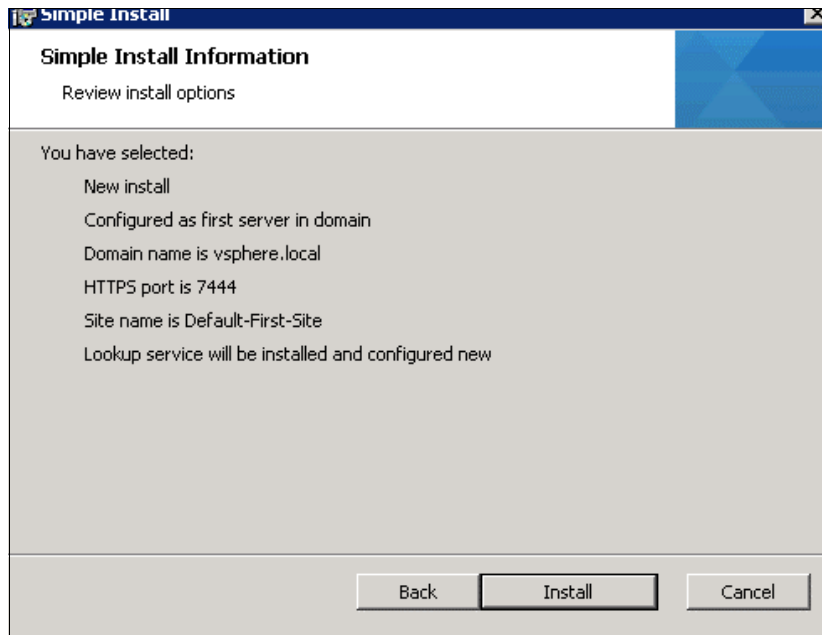 Simple Install
Simple Install Information
Review install options
You have selected:
New install
Configured as first server in domain
Domain name is vsphere.local
HTTPS port is 7444
Site name is Default-First-Site
Lookup service will be installed and configured new
Back Install Cancel